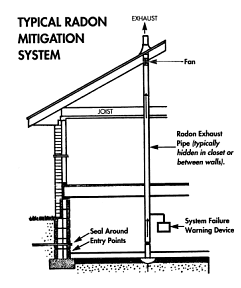 TYPICAL RADON
MITIGATION
SYSTEM
EXHAUST
Fan
JOIST
Radon Exhaust
Pipe (typically
hidden in closet or
between walls).
System Failure
Warning Device
Seal Around
Entry Points